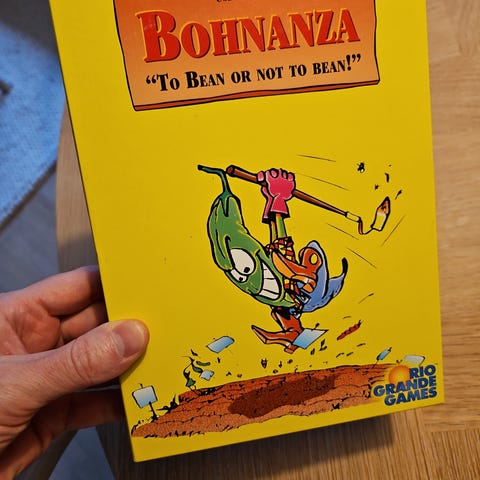 BOHNANZA
“TO BEAN OR NOT TO BEAN!”
RIO
GRANDE
GAMES